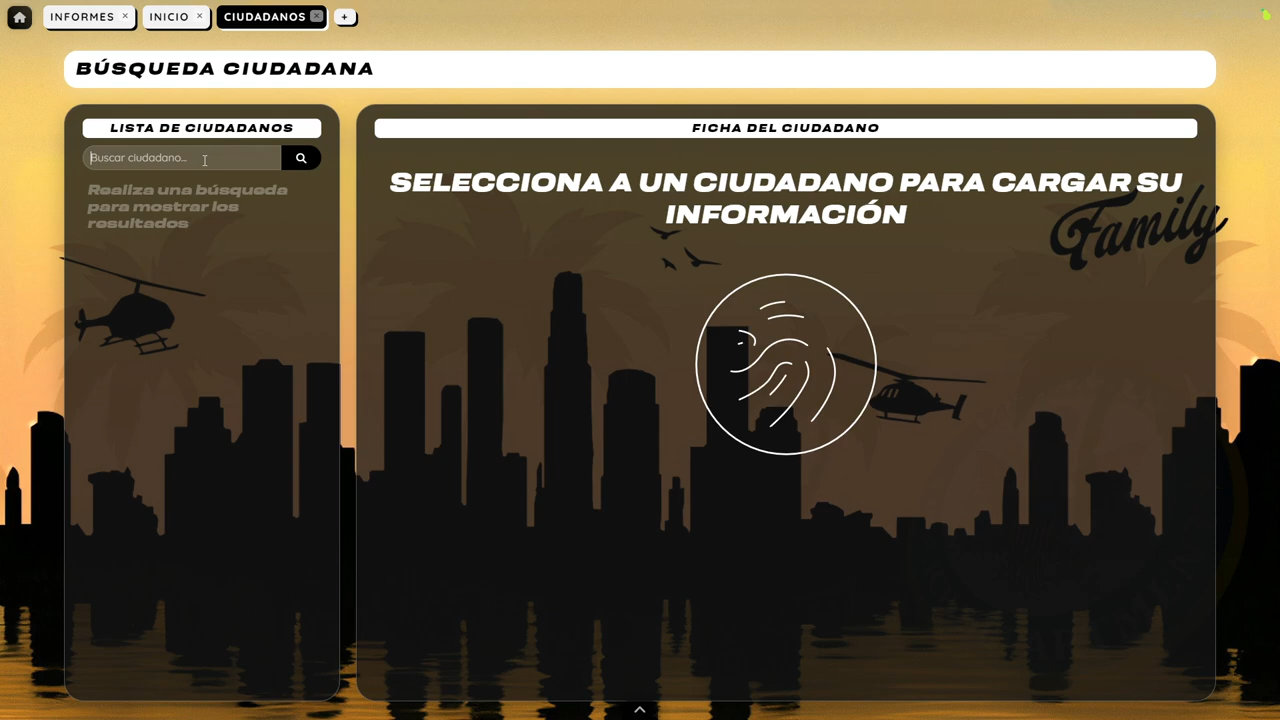 INFORMES ×
INICIO ×
CIUDADANOS ×
+
BÚSQUEDA CIUDADANA
LISTA DE CIUDADANOS
Buscar ciudadano...
Realiza una búsqueda
para mostrar los
resultados
FICHA DEL CIUDADANO
SELECCIONA A UN CIUDADANO PARA CARGAR SU
INFORMACIÓN
Family